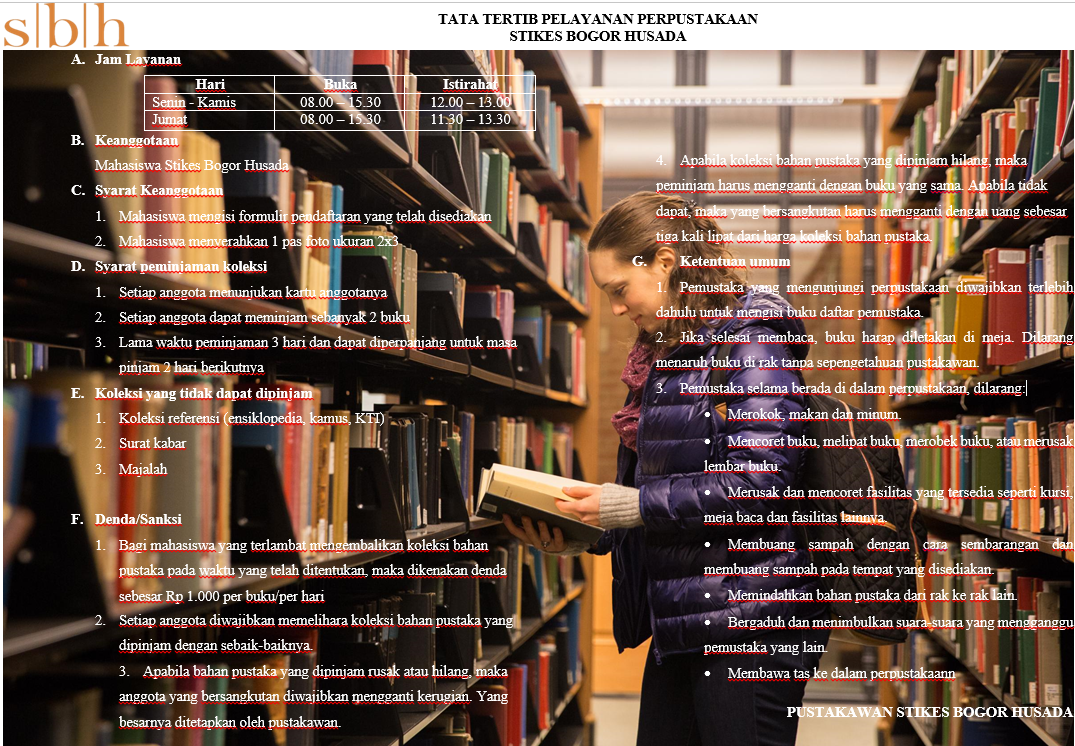 s|b|h
TATA TERTIB PELAYANAN PERPUSTAKAAN
STIKES BOGOR HUSADA
A. Jam Layanan
Hari Buka Istirahat
Senin - Kamis 08.00 – 15.30 12.00 – 13.00
Jumat 08.00 – 15.30 11.30 – 13.30
B. Keanggotaan
Mahasiswa Stikes Bogor Husada
C. Syarat Keanggotaan
1. Mahasiswa mengisi formulir pendaftaran yang telah disediakan
2. Mahasiswa menyerahkan 1 pas foto ukuran 2x3
D. Syarat peminjaman koleksi
1. Setiap anggota menunjukan kartu anggotanya
2. Setiap anggota dapat meminjam sebanyak 2 buku
3. Lama waktu peminjaman 3 hari dan dapat diperpanjahg untuk masa
pinjam 2 hari berikutnya
E. Koleksi yang tidak dapat dipinjam
1. Koleksi referensi (ensiklopedia, kamus, KTI)
2. Surat kabar
3. Majalah
F. Denda/Sanksi
1. Bagi mahasiswa yang terlambat mengembalikan koleksi bahan
pustaka pada waktu yang telah ditentukan, maka dikenakan denda
sebesar Rp 1.000 per buku/per hari
2. Setiap anggota diwajibkan memelihara koleksi bahan pustaka yang
dipinjam dengan sebaik-baiknya.
3. Apabila bahan pustaka yang dipinjam rusak atau hilang, maka
anggota yang bersangkutan diwajibkan mengganti kerugian. Yang
besarnya ditetapkan oleh pustakawan.
4. Apabila koleksi bahan pustaka yang dipinjam hilang, maka
peminjam harus mengganti dengan buku yang sama. Apabila tidak
dapat, maka yang bersangkutan harus mengganti dengan uang sebesar
tiga kali lipat dari harga koleksi bahan pustaka.
G. Ketentuan umum
1. Pemustaka yang mengunjungi perpustakaan diwajibkan terlebih
dahulu untuk mengisi buku daftar pemustaka.
2. Jika selesai membaca, buku harap diletakan di meja. Dilarang
menaruh buku di rak tanpa sepengetahuan pustakawan.
3. Pemustaka selama berada di dalam perpustakaan, dilarang:
• Merokok, makan dan minum.
• Mencoret buku, melipat buku, merobek buku, atau merusak
lembar buku.
• Merusak dan mencoret fasilitas yang tersedia seperti kursi,
meja baca dan fasilitas lainnya.
• Membuang sampah dengan cara sembarangan dan
membuang sampah pada tempat yang disediakan.
• Memindahkan bahan pustaka dari rak ke rak lain.
• Bergaduh dan menimbulkan suara-suara yang mengganggu
pemustaka yang lain.
• Membawa tas ke dalam perpustakaann
PUSTAKAWAN STIKES BOGOR HUSADA